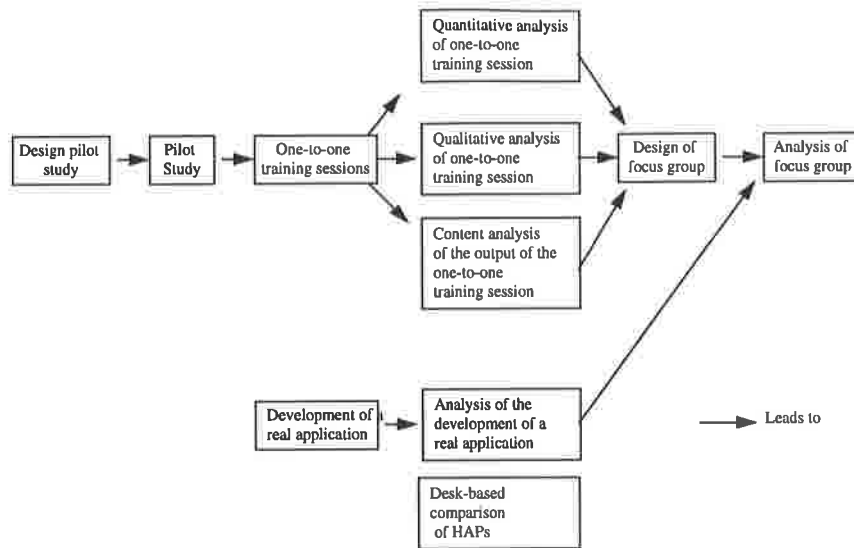 Quantitative analysis
of one-to-one
training session
Design pilot
study
Pilot
Study
One-to-one
training sessions
Qualitative analysis
of one-to-one
training session
Design of
focus group
Analysis of
focus group
Content analysis
of the output of the
one-to-one
training session
Development of
real application
Analysis of the
development of a
real application
Leads to
Desk-based
comparison
of HAPs